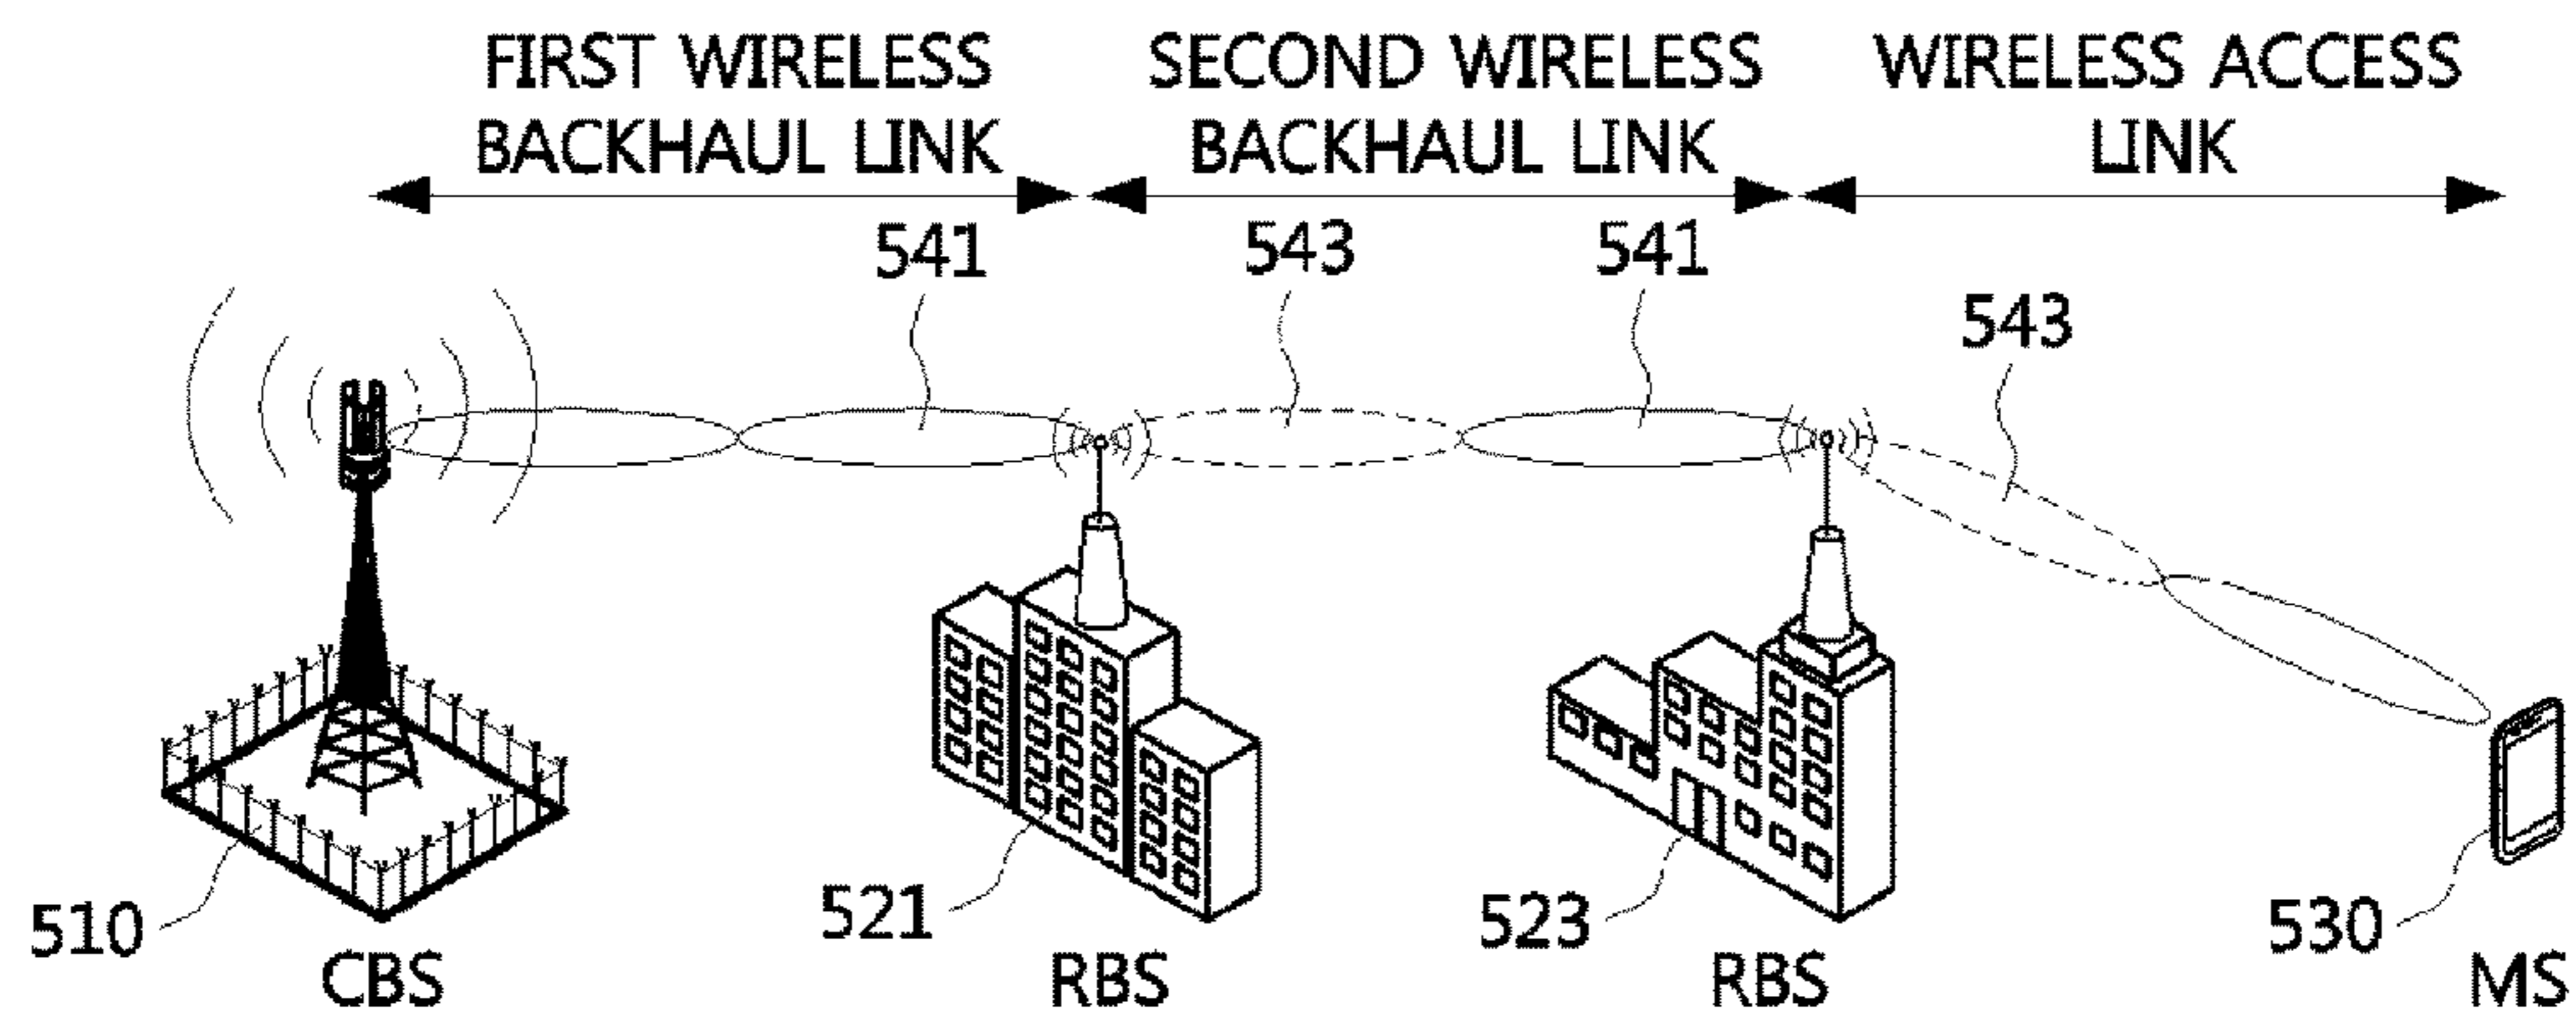 FIRST WIRELESS
BACKHAUL LINK
SECOND WIRELESS
BACKHAUL LINK
WIRELESS ACCESS
LINK
541
543
541
543
510
521
523
530
CBS
RBS
RBS
MS